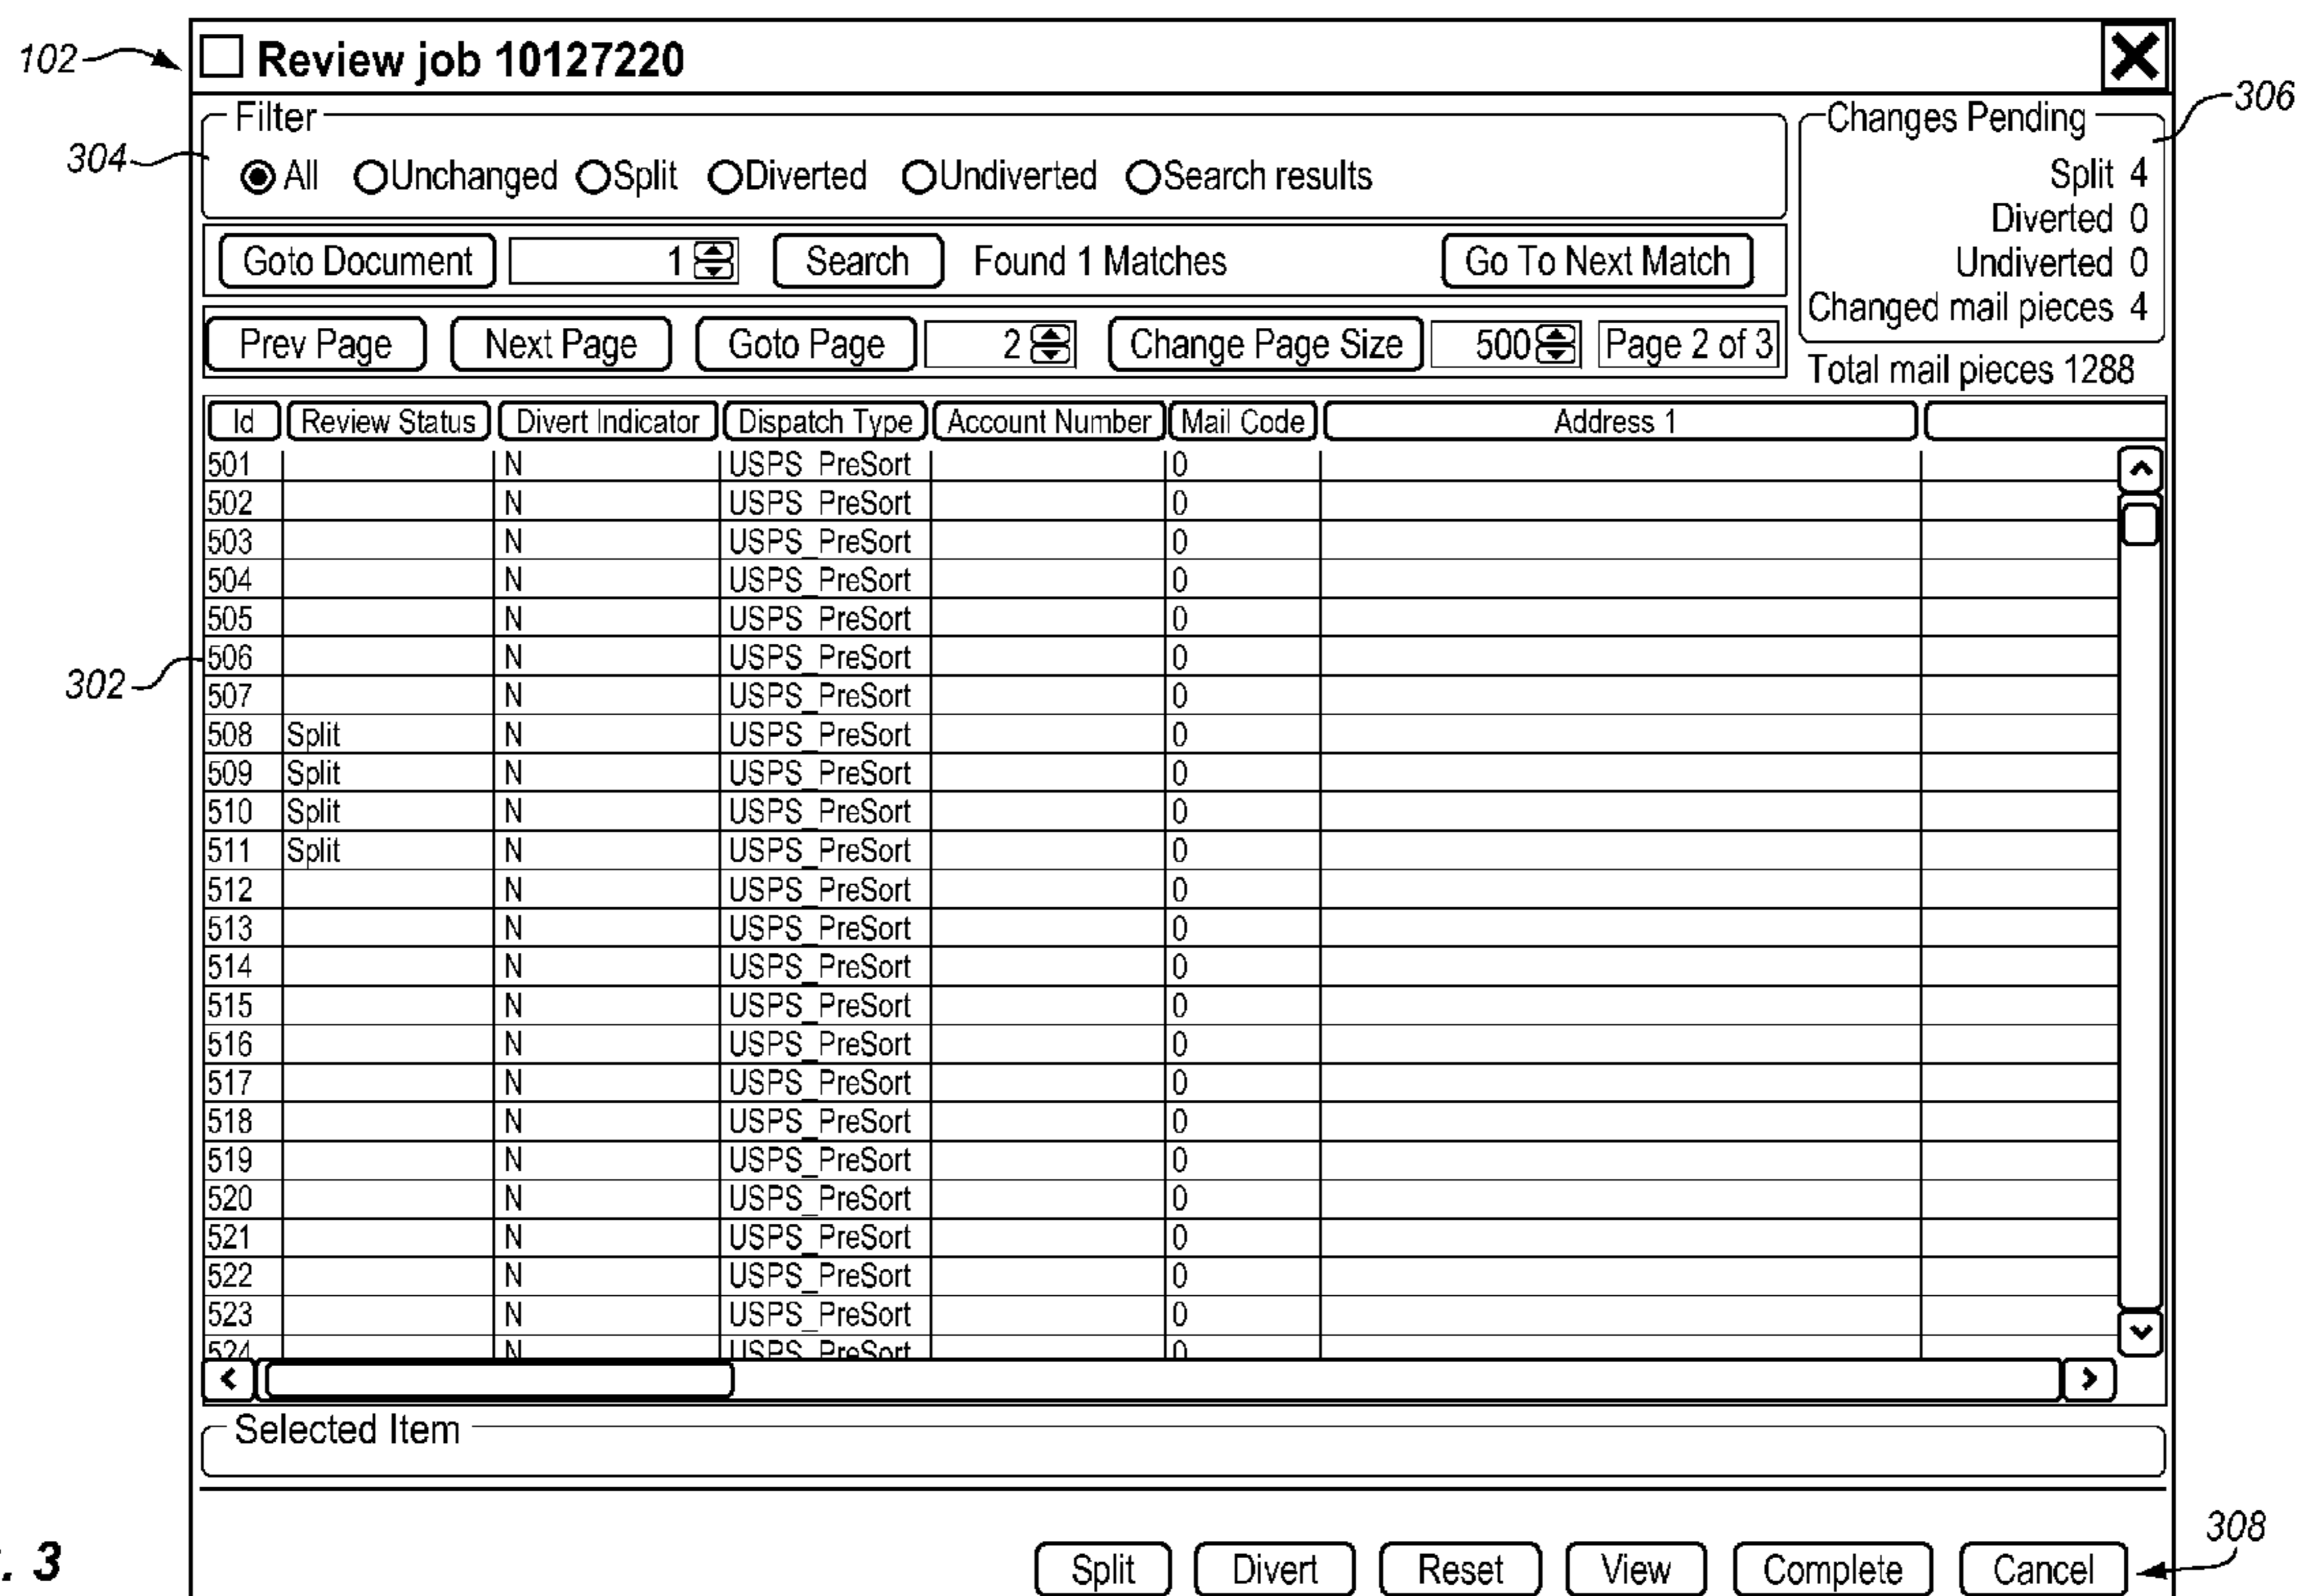 102
Review job 10127220
Filter
304
All Unchanged Split Diverted Undiverted Search results
Changes Pending
306
Split 4
Diverted 0
Undiverted 0
Changed mail pieces 4
Goto Document 1 Search Found 1 Matches Go To Next Match
Prev Page Next Page Goto Page 2 Change Page Size 500 Page 2 of 3
Total mail pieces 1288
Id Review Status Divert Indicator Dispatch Type Account Number Mail Code Address 1
501 N USPS_PreSort 0
502 N USPS_PreSort 0
503 N USPS_PreSort 0
504 N USPS_PreSort 0
505 N USPS_PreSort 0
302
506 N USPS_PreSort 0
507 N USPS_PreSort 0
508 Split N USPS_PreSort 0
509 Split N USPS_PreSort 0
510 Split N USPS_PreSort 0
511 Split N USPS_PreSort 0
512 N USPS_PreSort 0
513 N USPS_PreSort 0
514 N USPS_PreSort 0
515 N USPS_PreSort 0
516 N USPS_PreSort 0
517 N USPS_PreSort 0
518 N USPS_PreSort 0
519 N USPS_PreSort 0
520 N USPS_PreSort 0
521 N USPS_PreSort 0
522 N USPS_PreSort 0
523 N USPS_PreSort 0
524 N USPS PreSort 0
Selected Item
Split Divert Reset View Complete Cancel
308
. 3